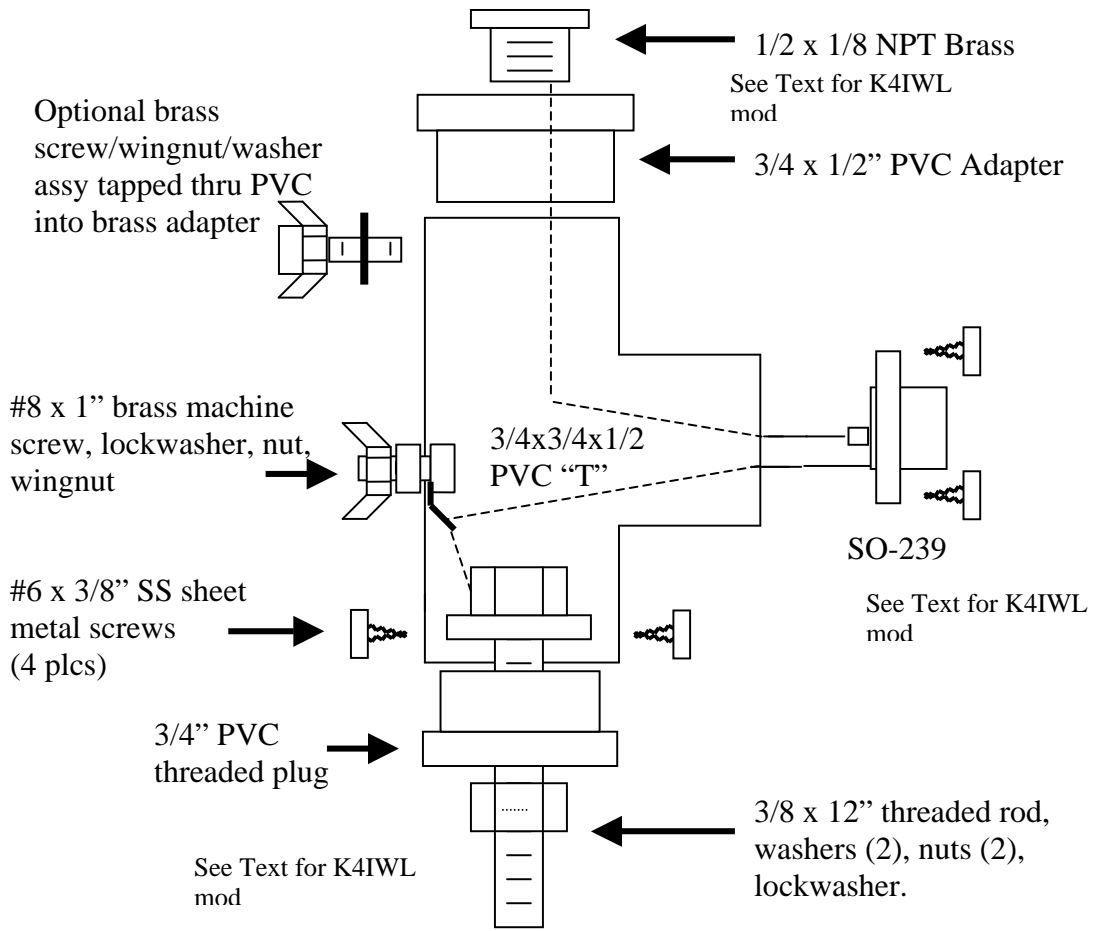 1/2 x 1/8 NPT Brass
See Text for K4IWL
mod
Optional brass
screw/wingnut/washer
assy tapped thru PVC
into brass adapter
3/4 x 1/2” PVC Adapter
#8 x 1” brass machine
screw, lockwasher, nut,
wingnut
3/4x3/4x1/2
PVC “T”
SO-239
See Text for K4IWL
mod
#6 x 3/8” SS sheet
metal screws
(4 plcs)
3/4” PVC
threaded plug
3/8 x 12” threaded rod,
washers (2), nuts (2),
lockwasher.
See Text for K4IWL
mod